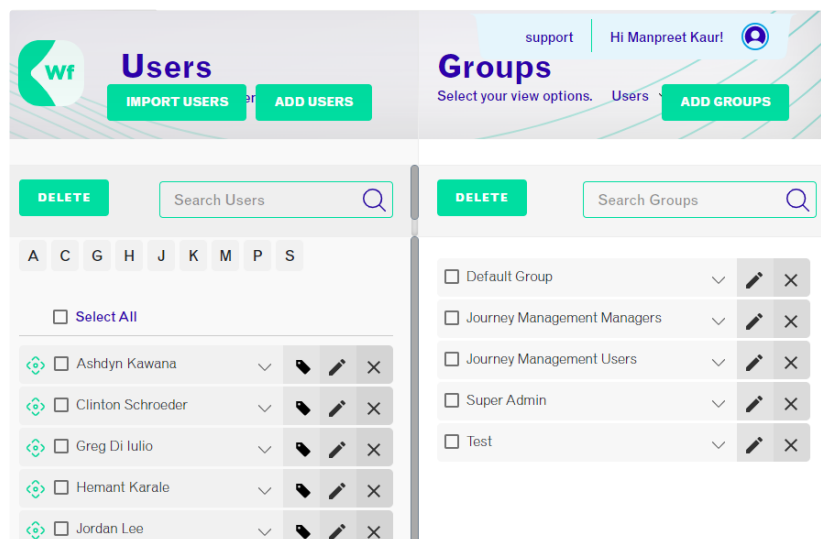 support
Hi Manpreet Kaur!
Wf
Users
IMPORT USERS
ADD USERS
Groups
Select your view options.
Users
ADD GROUPS
DELETE
Search Users
A C G H J K M P S
Select All
Ashdyn Kawana
Clinton Schroeder
Greg Di Iulio
Hemant Karale
Jordan Lee
DELETE
Search Groups
Default Group
Journey Management Managers
Journey Management Users
Super Admin
Test